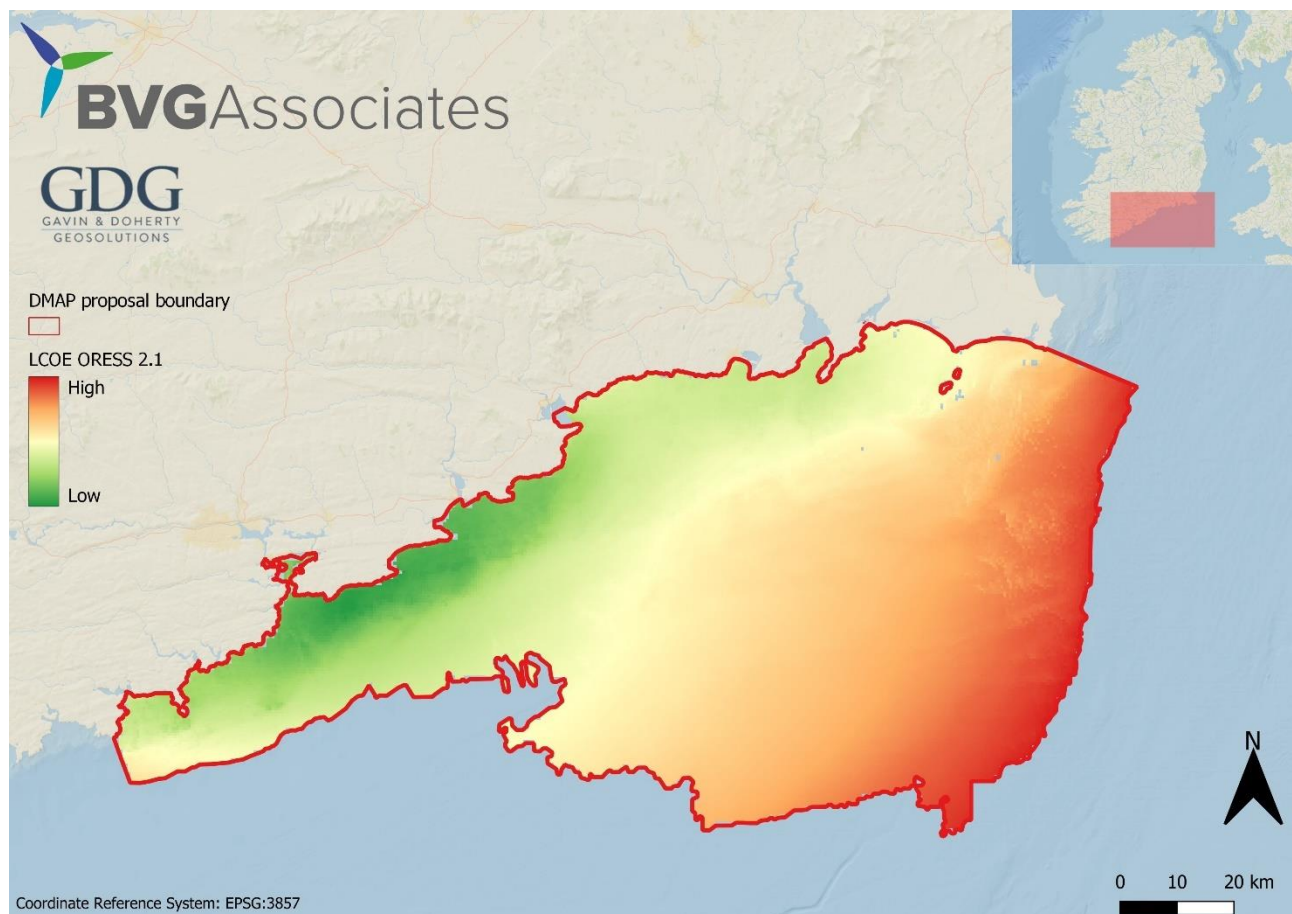 BVGAssociates
GDG
GAVIN & DOHERTY
GEOSOLUTIONS
DMAP proposal boundary
LCOE ORESS 2.1
High
Low
N
0 10 20 km
Coordinate Reference System: EPSG:3857